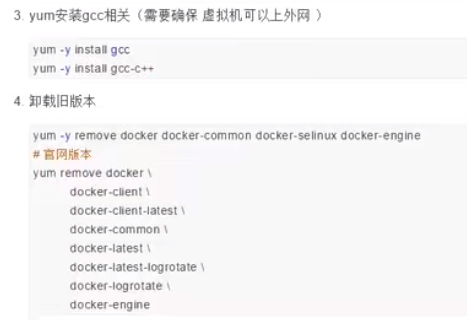 3. yum安装gcc相关（需要确保 虚拟机可以上外网 ）
yum -y install gcc
yum -y install gcc-c++
4. 卸载旧版本
yum -y remove docker docker-common docker-selinux docker-engine
# 官网版本
yum remove docker \
docker-client \
docker-client-latest \
docker-common \
docker-latest \
docker-latest-logrotate \
docker-logrotate \
docker-engine